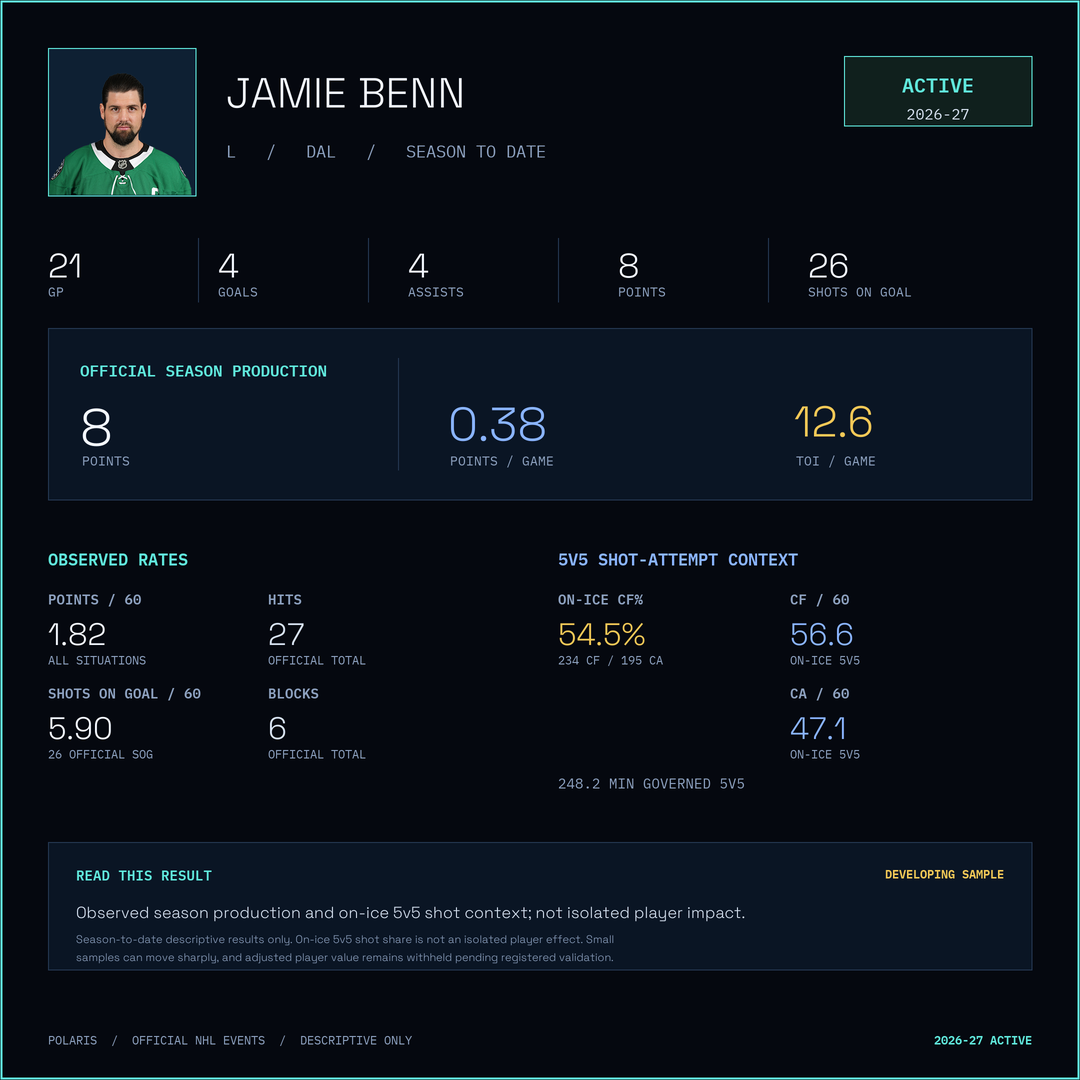 JAMIE BENN
L / DAL / SEASON TO DATE
ACTIVE
2026-27
21
GP
4
GOALS
4
ASSISTS
8
POINTS
26
SHOTS ON GOAL
OFFICIAL SEASON PRODUCTION
8
POINTS
0.38
POINTS / GAME
12.6
TOI / GAME
OBSERVED RATES
POINTS / 60
1.82
ALL SITUATIONS
HITS
27
OFFICIAL TOTAL
SHOTS ON GOAL / 60
5.90
26 OFFICIAL SOG
BLOCKS
6
OFFICIAL TOTAL
5V5 SHOT-ATTEMPT CONTEXT
ON-ICE CF%
54.5%
234 CF / 195 CA
CF / 60
56.6
ON-ICE 5V5
CA / 60
47.1
ON-ICE 5V5
248.2 MIN GOVERNED 5V5
READ THIS RESULT
DEVELOPING SAMPLE
Observed season production and on-ice 5v5 shot context; not isolated player impact.
Season-to-date descriptive results only. On-ice 5v5 shot share is not an isolated player effect. Small
samples can move sharply, and adjusted player value remains withheld pending registered validation.
POLARIS / OFFICIAL NHL EVENTS / DESCRIPTIVE ONLY
2026-27 ACTIVE